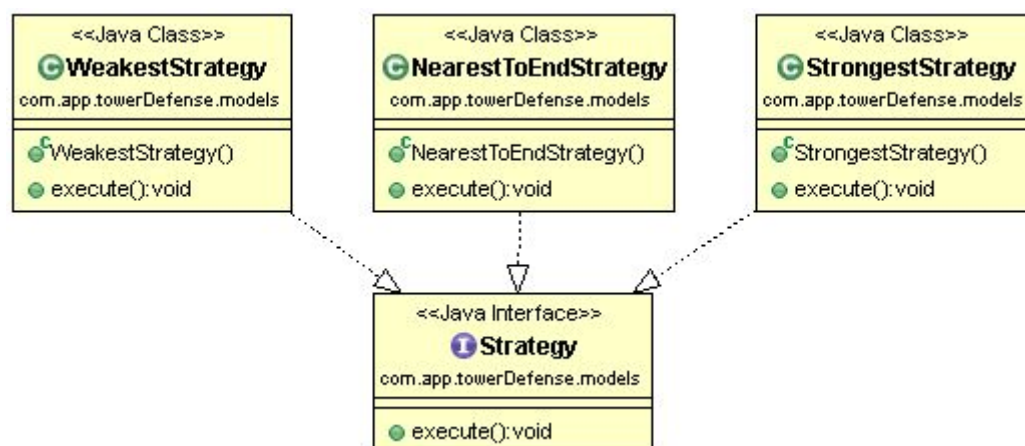 <<Java Class>>
WeakestStrategy
com.app.towerDefense.models
WeakestStrategy()
execute():void
<<Java Class>>
NearestToEndStrategy
com.app.towerDefense.models
NearestToEndStrategy()
execute():void
<<Java Class>>
StrongestStrategy
com.app.towerDefense.models
StrongestStrategy()
execute():void
<<Java Interface>>
Strategy
com.app.towerDefense.models
execute():void